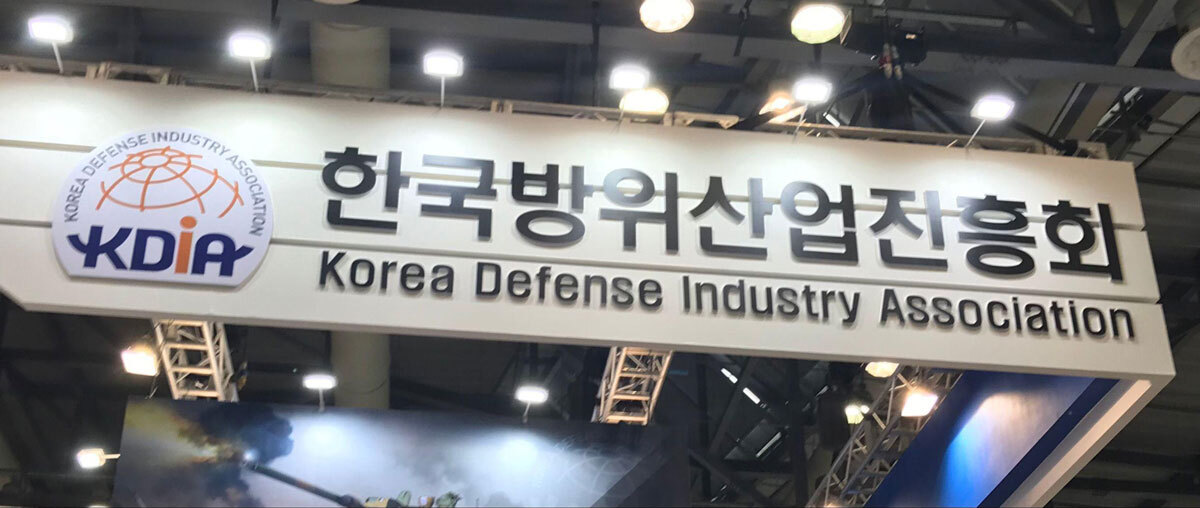 KOREA DEFENSE INDUSTRY ASSOCIATION
KDiA
한국방위산업진흥회
Korea Defense Industry Association